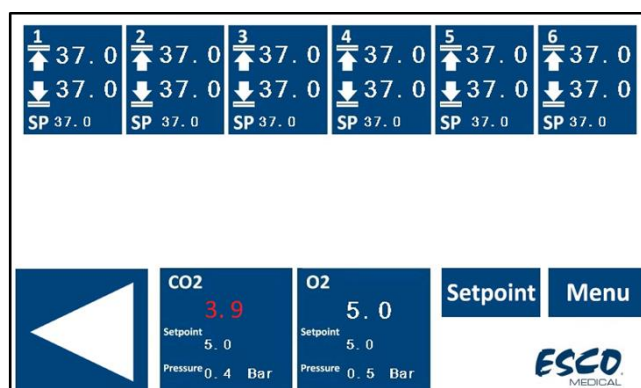 1 2 3 4 5 6
37.0 37.0 37.0 37.0 37.0 37.0
37.0 37.0 37.0 37.0 37.0 37.0
SP 37.0 SP 37.0 SP 37.0 SP 37.0 SP 37.0 SP 37.0
CO2
3.9
Setpoint
5.0
Pressure 0.4 Bar
O2
5.0
Setpoint
5.0
Pressure 0.5 Bar
Setpoint
Menu
ESCO
MEDICAL